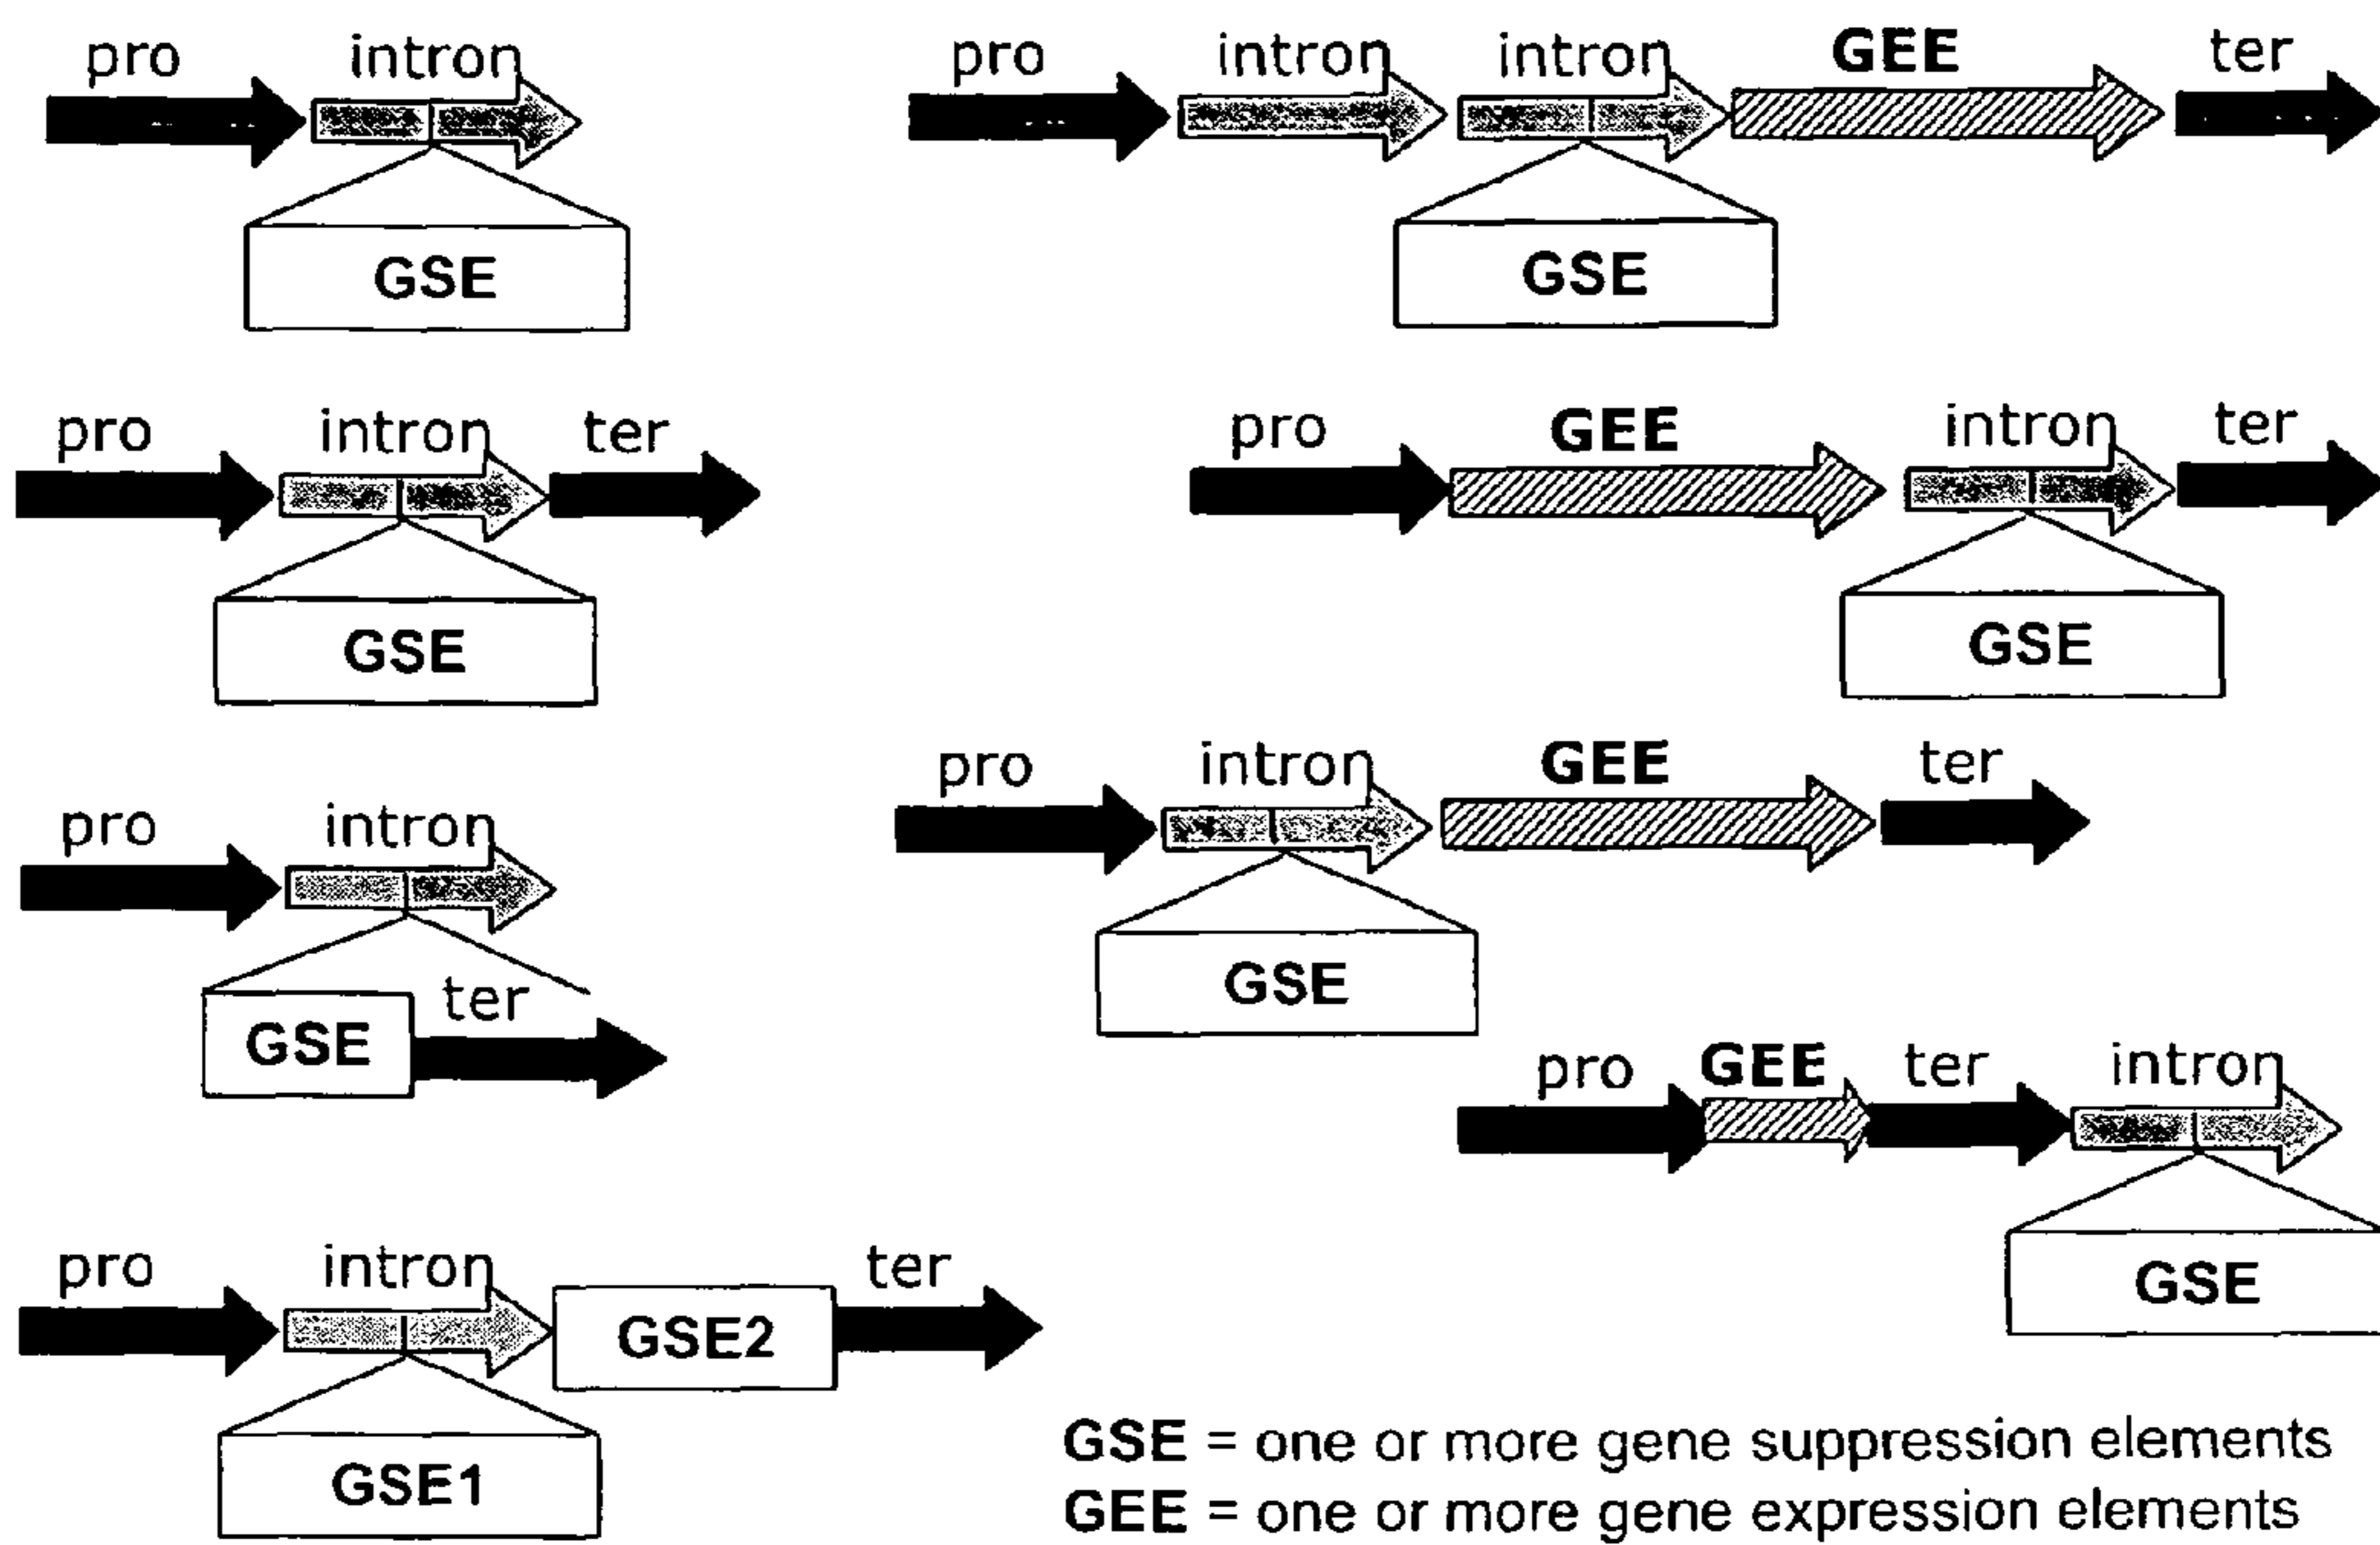 pro intron
GSE
pro intron ter
GSE
pro intron
GSE ter
pro intron GSE2 ter
GSE1
pro intron intron GEE ter
GSE
pro GEE intron ter
GSE
pro intron GEE ter
GSE
pro GEE ter intron
GSE
GSE = one or more gene suppression elements
GEE = one or more gene expression elements